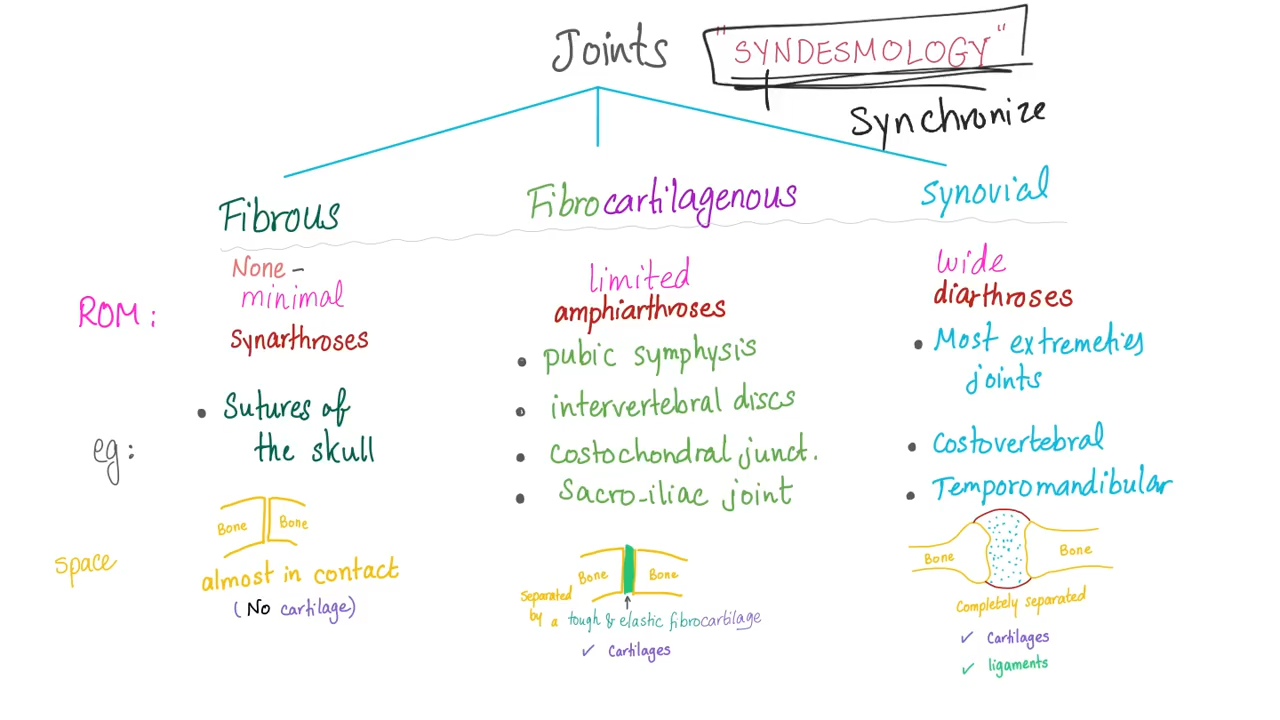 Joints
"SYNDESMOLOGY"
Synchronize
Fibrous
Fibrocartilagenous
Synovial
ROM:
None -
minimal
synarthroses
limited
amphiarthroses
wide
diarthroses
• Sutures of
the skull
• pubic symphysis
• intervertebral discs
• Costochondral junct.
• Sacro-iliac joint
• Most extremeties
joints
• Costovertebral
• Temporomandibular
eg:
space
Bone
Bone
almost in contact
(No cartilage)
Bone
Bone
Separated
by a tough & elastic fibrocartilage
✓ Cartilages
Bone
Bone
Completely separated
✓ Cartilages
✓ ligaments